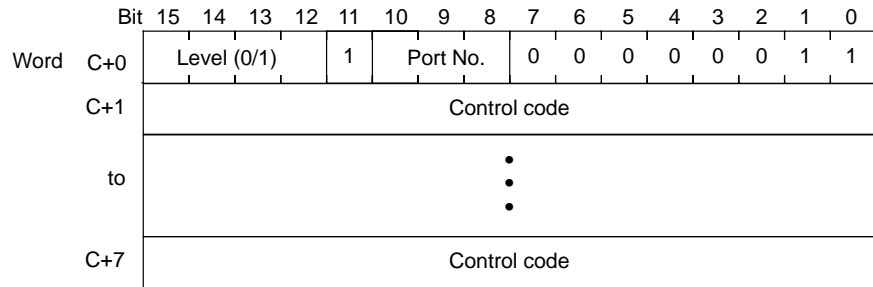 Bit 15 14 13 12 11 10 9 8 7 6 5 4 3 2 1 0
Word C+0 Level (0/1) 1 Port No. 0 0 0 0 0 0 1 1
C+1 Control code
to
C+7 Control code